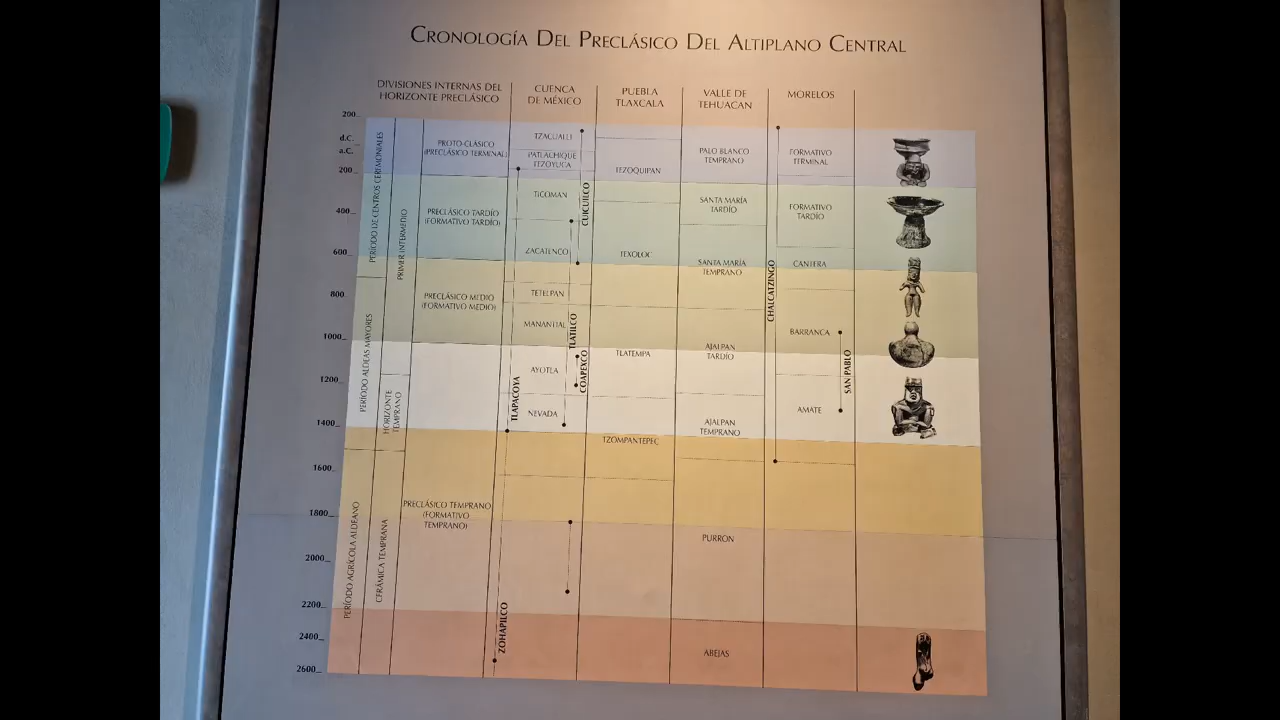 CRONOLOGÍA DEL PRECLÁSICO DEL ALTIPLANO CENTRAL
DIVISIONES INTERNAS DEL
HORIZONTE PRECLÁSICO
CUENCA
DE MÉXICO
PUEBLA
TLAXCALA
VALLE DE
TEHUACAN
MORELOS
200
d.C.
a.C.
200
400
600
800
1000
1200
1400
1600
1800
2000
2200
2400
2600
PERÍODO DE CENTROS CEREMONIALES
PERÍODO ALDEAS MAYORES
PERÍODO AGRÍCOLA ALDEANO
PRIMER INTERMEDIO
HORIZONTE
TEMPRANO
CERÁMICA TEMPRANA
PROTO-CLÁSICO
(PRECLÁSICO TERMINAL)
PRECLÁSICO TARDÍO
(FORMATIVO TARDÍO)
PRECLÁSICO MEDIO
(FORMATIVO MEDIO)
PRECLÁSICO TEMPRANO
(FORMATIVO
TEMPRANO)
TLAPACOYA
ZOHAPILCO
TZACUALLI
PATLACHIQUE
TEZOYUCA
TICOMAN
ZACATENCO
TETELPAN
MANANTIAL
AYOTLA
NEVADA
CUICUILCO
TLATILCO
COAPEXCO
TEZOQUIPAN
TEXOLOC
TLATEMPA
TZOMPANTEPEC
PALO BLANCO
TEMPRANO
SANTA MARÍA
TARDÍO
SANTA MARÍA
TEMPRANO
AJALPAN
TARDÍO
AJALPAN
TEMPRANO
PURRON
ABEJAS
CHALCATZINGO
FORMATIVO
TERMINAL
FORMATIVO
TARDÍO
CANTERA
BARRANCA
AMATE
SAN PABLO